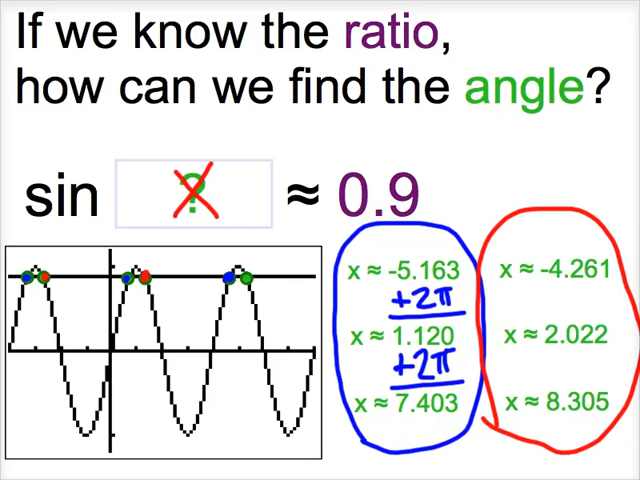 If we know the ratio,
how can we find the angle?
sin ? ≈ 0.9
x ≈ -5.163 x ≈ -4.261
+2π
x ≈ 1.120 x ≈ 2.022
+2π
x ≈ 7.403 x ≈ 8.305